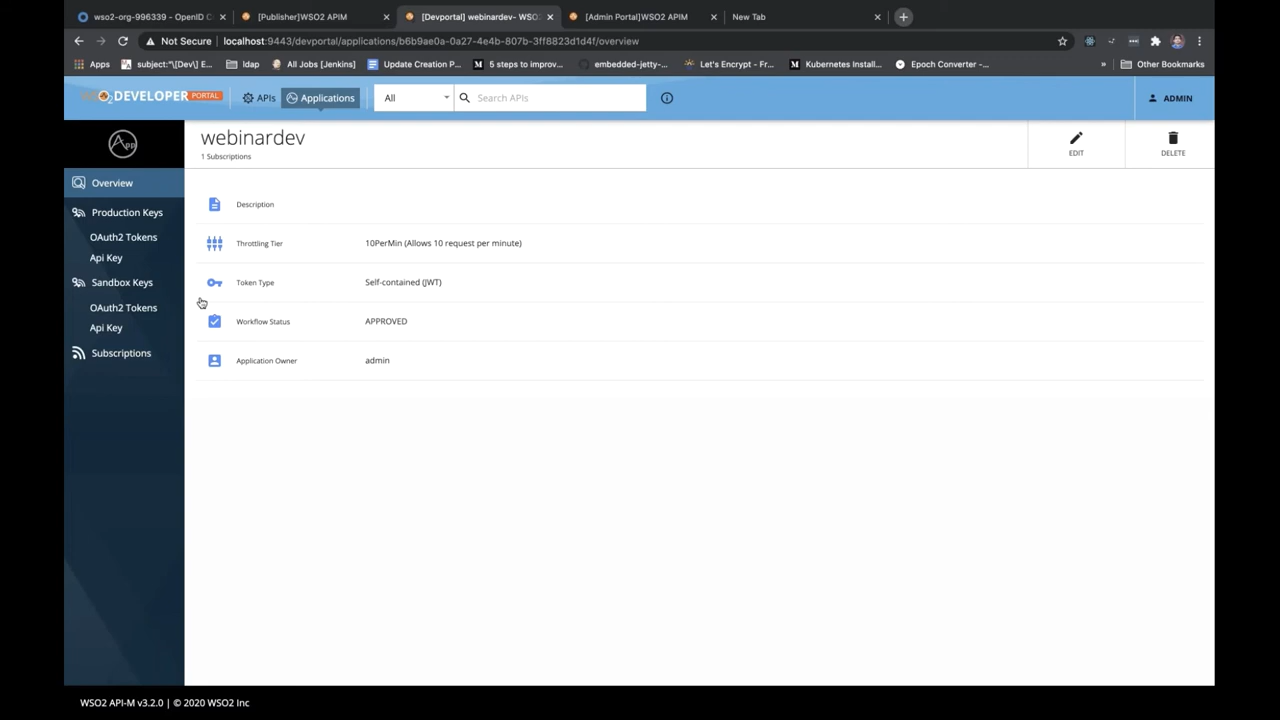 wso2-org-996339 - OpenID C
[Publisher]WSO2 APIM
[Devportal] webinardev- WSO
[Admin Portal]WSO2 APIM
New Tab
Not Secure
localhost:9443/devportal/applications/b6b9ae0a-0a27-4e4b-807b-3ff8823d1d4f/overview
Apps
subject:"\[Dev\] E...
ldap
All Jobs [Jenkins]
Update Creation P...
5 steps to improv...
embedded-jetty-...
Let's Encrypt - Fr...
Kubernetes Install...
Epoch Converter -...
»
Other Bookmarks
WSO2 DEVELOPER PORTAL
APIs
Applications
All
Search APIs
ADMIN
App
webinardev
1 Subscriptions
EDIT
DELETE
Overview
Production Keys
OAuth2 Tokens
Api Key
Sandbox Keys
OAuth2 Tokens
Api Key
Subscriptions
Description
Throttling Tier 10PerMin (Allows 10 request per minute)
Token Type Self-contained (JWT)
Workflow Status APPROVED
Application Owner admin
WSO2 API-M v3.2.0 | © 2020 WSO2 Inc